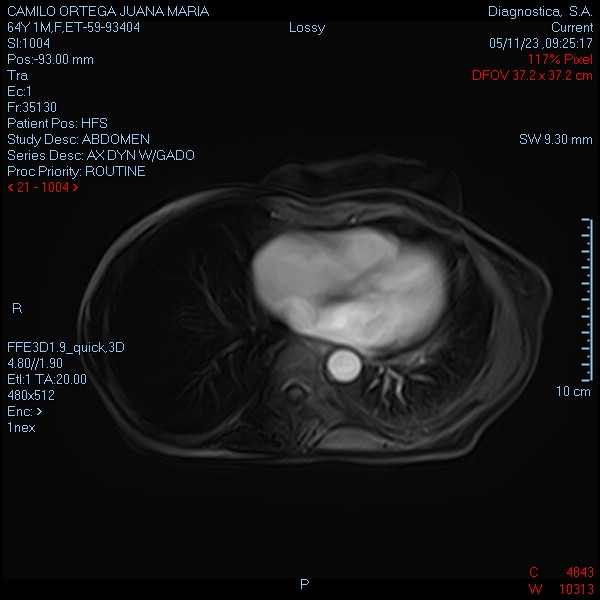 CAMILO ORTEGA JUANA MARIA
64Y 1M,F,ET-59-93404
SI:1004
Pos:-93.00 mm
Tra
Ec:1
Fr:35130
Patient Pos: HFS
Study Desc: ABDOMEN
Series Desc: AX DYN W/GADO
Proc Priority: ROUTINE
< 21 - 1004 >
Lossy
Diagnostica, S.A.
Current
05/11/23 ,09:25:17
117% Pixel
DFOV 37.2 x 37.2 cm
SW 9.30 mm
R
FFE3D1.9_quick,3D
4.80//1.90
Etl:1 TA:20.00
480x512
Enc: >
1nex
10 cm
P
C 4843
W 10313